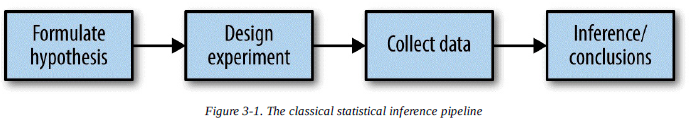 Formulate
hypothesis
Design
experiment
Collect data
Inference/
conclusions
Figure 3-1. The classical statistical inference pipeline